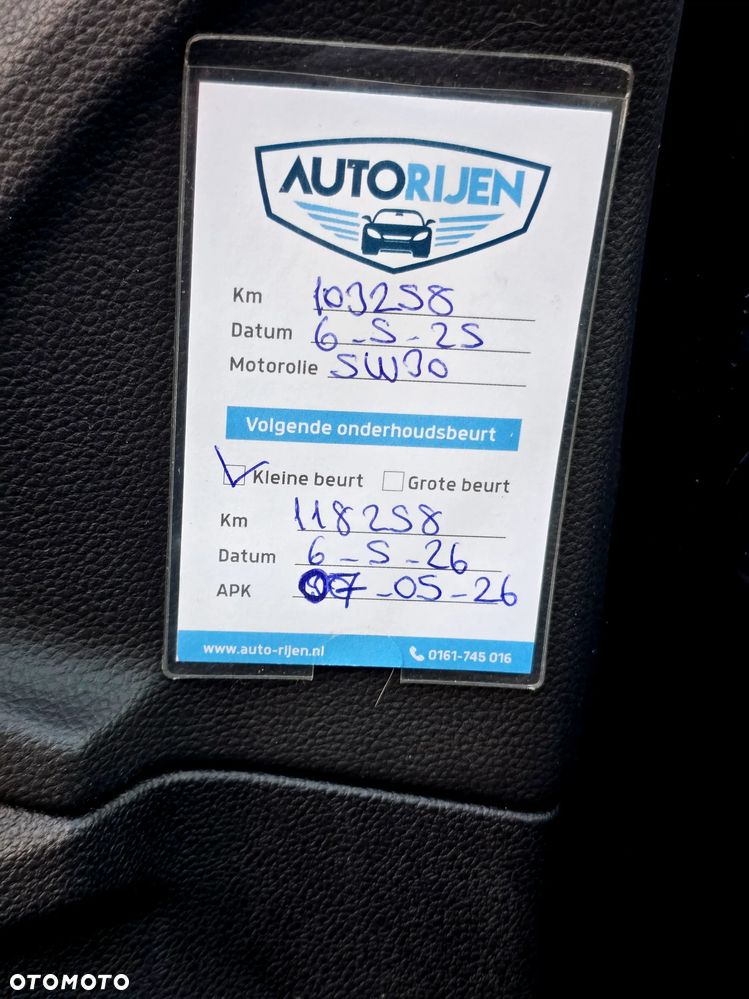 AUTORIJEN
Km 103258
Datum 6-5-25
Motorolie 5W30
Volgende onderhoudsbeurt
Kleine beurt Grote beurt
Km 118258
Datum 6-5-26
APK 07-05-26
www.auto-rijen.nl 0161-745 016
OTOMOTO